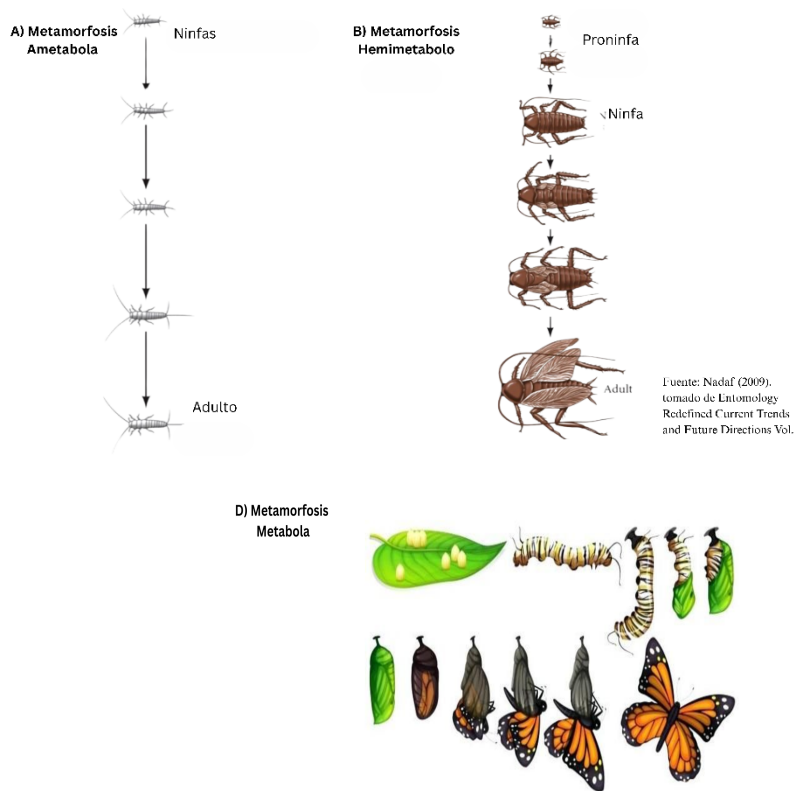 A) Metamorfosis
Ametabola
Ninfas
Adulto
B) Metamorfosis
Hemimetabolo
Proninfa
Ninfa
Adult
Fuente: Nadaf (2009).
tomado de Entomology
Redefined Current Trends
and Future Directions Vol.
D) Metamorfosis
Metabola